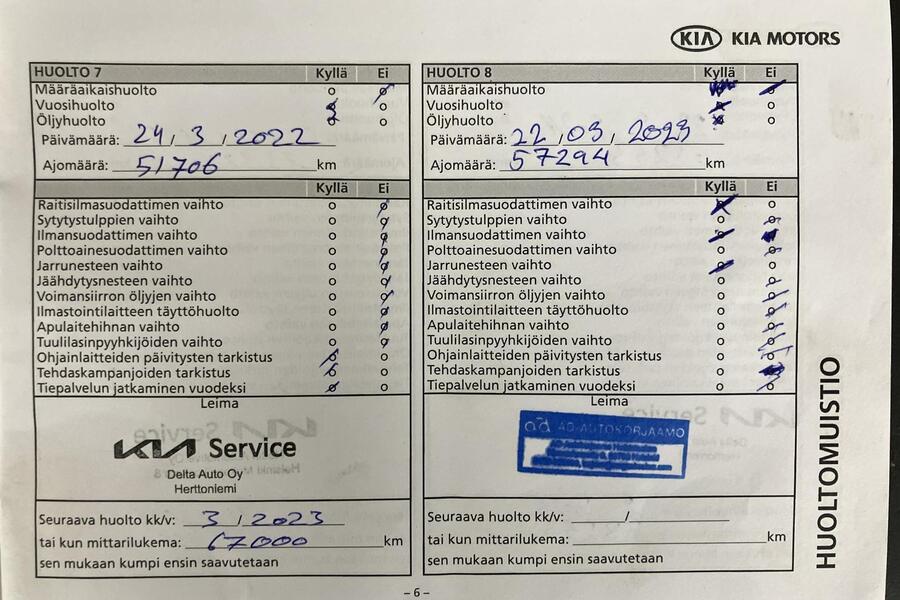 KIA KIA MOTORS
HUOLTO 7 Kyllä Ei
Määräaikaishuolto
Vuosihuolto
Öljyhuolto
Päivämäärä: 24 / 3 / 2022
Ajomäärä: 51706 km
Kyllä Ei
Raitisilmasuodattimen vaihto
Sytytystulppien vaihto
Ilmansuodattimen vaihto
Polttoainesuodattimen vaihto
Jarrunesteen vaihto
Jäähdytysnesteen vaihto
Voimansiirron öljyjen vaihto
Ilmastointilaitteen täyttöhuolto
Apulaitehihnan vaihto
Tuulilasinpyyhkijöiden vaihto
Ohjainlaitteiden päivitysten tarkistus
Tehdaskampanjoiden tarkistus
Tiepalvelun jatkaminen vuodeksi
Leima
KIA Service
Delta Auto Oy
Herttoniemi
Seuraava huolto kk/v: 3 / 2023
tai kun mittarilukema: 67000 km
sen mukaan kumpi ensin saavutetaan
HUOLTO 8 Kyllä Ei
Määräaikaishuolto
Vuosihuolto
Öljyhuolto
Päivämäärä: 22 / 03 / 2023
Ajomäärä: 57294 km
Kyllä Ei
Raitisilmasuodattimen vaihto
Sytytystulppien vaihto
Ilmansuodattimen vaihto
Polttoainesuodattimen vaihto
Jarrunesteen vaihto
Jäähdytysnesteen vaihto
Voimansiirron öljyjen vaihto
Ilmastointilaitteen täyttöhuolto
Apulaitehihnan vaihto
Tuulilasinpyyhkijöiden vaihto
Ohjainlaitteiden päivitysten tarkistus
Tehdaskampanjoiden tarkistus
Tiepalvelun jatkaminen vuodeksi
Leima
ad AD-AUTOKORJAAMO
Seuraava huolto kk/v: /
tai kun mittarilukema: km
sen mukaan kumpi ensin saavutetaan
HUOLTOMUISTIO
– 6 –